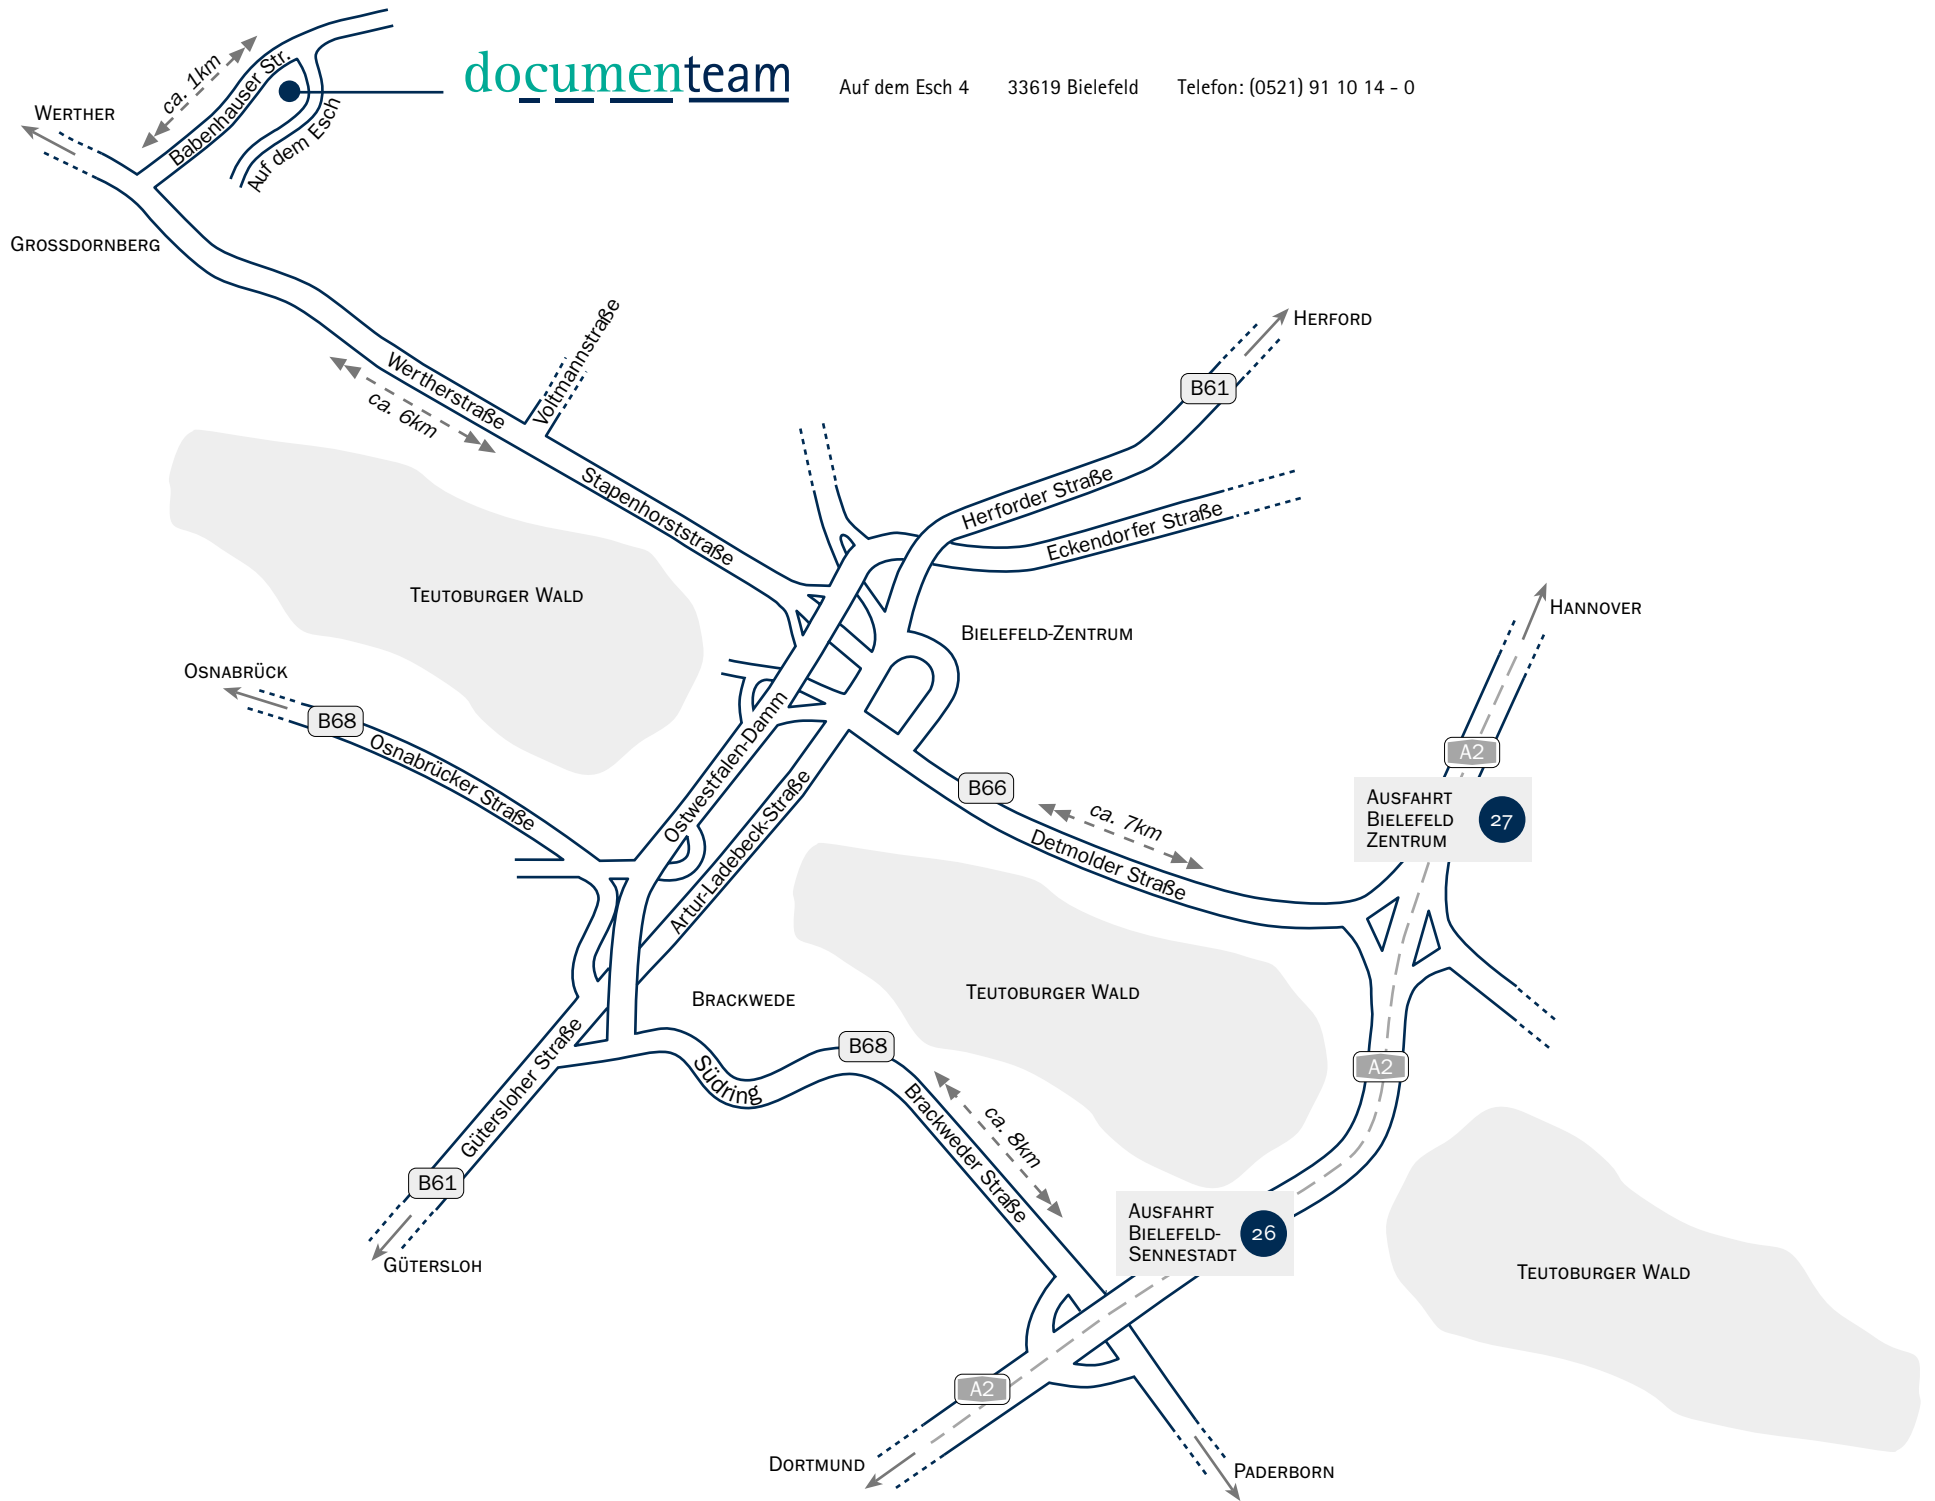 documenteam
Auf dem Esch 4 33619 Bielefeld Telefon: (0521) 91 10 14 - 0
ca. 1km
Babenhauser Str.
Auf dem Esch
WERTHER
GROSSDORNBERG
Voltmannstraße
HERFORD
Wertherstraße
ca. 6km
B61
Stapenhorststraße
Herforder Straße
Eckendorfer Straße
TEUTOBURGER WALD
HANNOVER
BIELEFELD-ZENTRUM
OSNABRÜCK
B68
Osnabrücker Straße
Ostwestfalen-Damm
Artur-Ladebeck-Straße
B66
ca. 7km
Detmolder Straße
A2
AUSFAHRT
BIELEFELD
ZENTRUM
27
BRACKWEDE
TEUTOBURGER WALD
Gütersloher Straße
Südring
B68
Brackweder Straße
ca. 8km
A2
B61
GÜTERSLOH
AUSFAHRT
BIELEFELD-
SENNESTADT
26
TEUTOBURGER WALD
A2
DORTMUND
PADERBORN